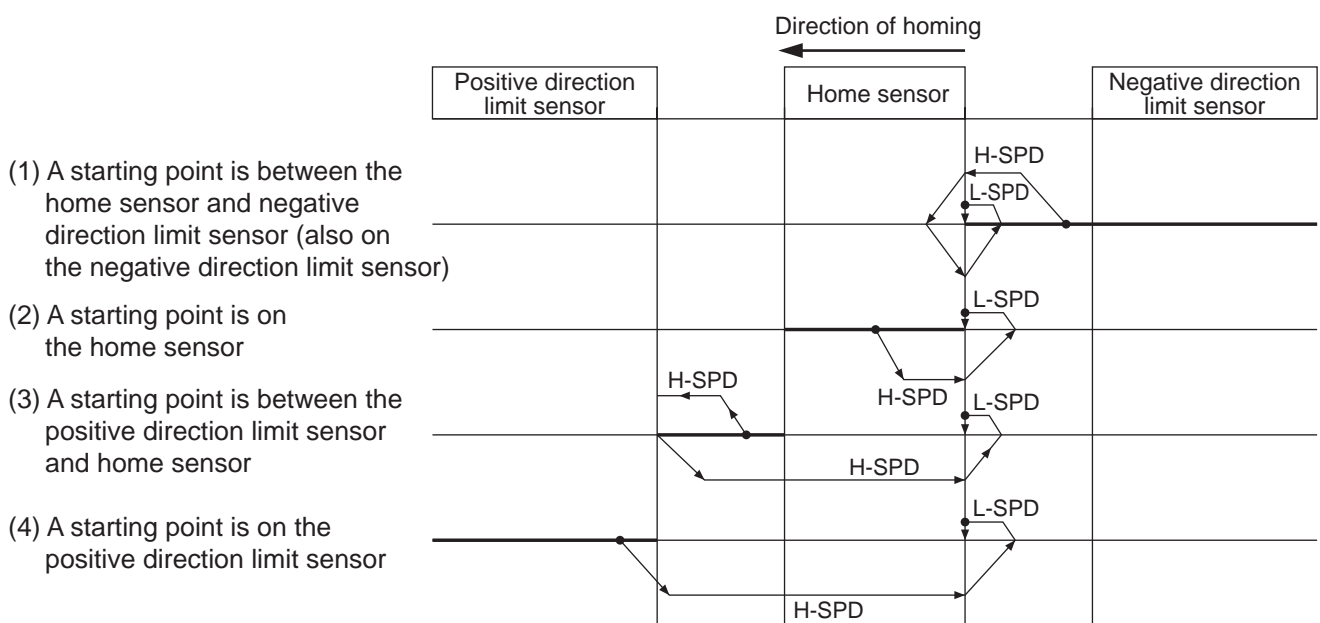 Direction of homing
Positive direction
limit sensor
Home sensor
Negative direction
limit sensor
(1) A starting point is between the
home sensor and negative
direction limit sensor (also on
the negative direction limit sensor)
H-SPD
L-SPD
(2) A starting point is on
the home sensor
L-SPD
H-SPD
(3) A starting point is between the
positive direction limit sensor
and home sensor
H-SPD
L-SPD
H-SPD
(4) A starting point is on the
positive direction limit sensor
L-SPD
H-SPD